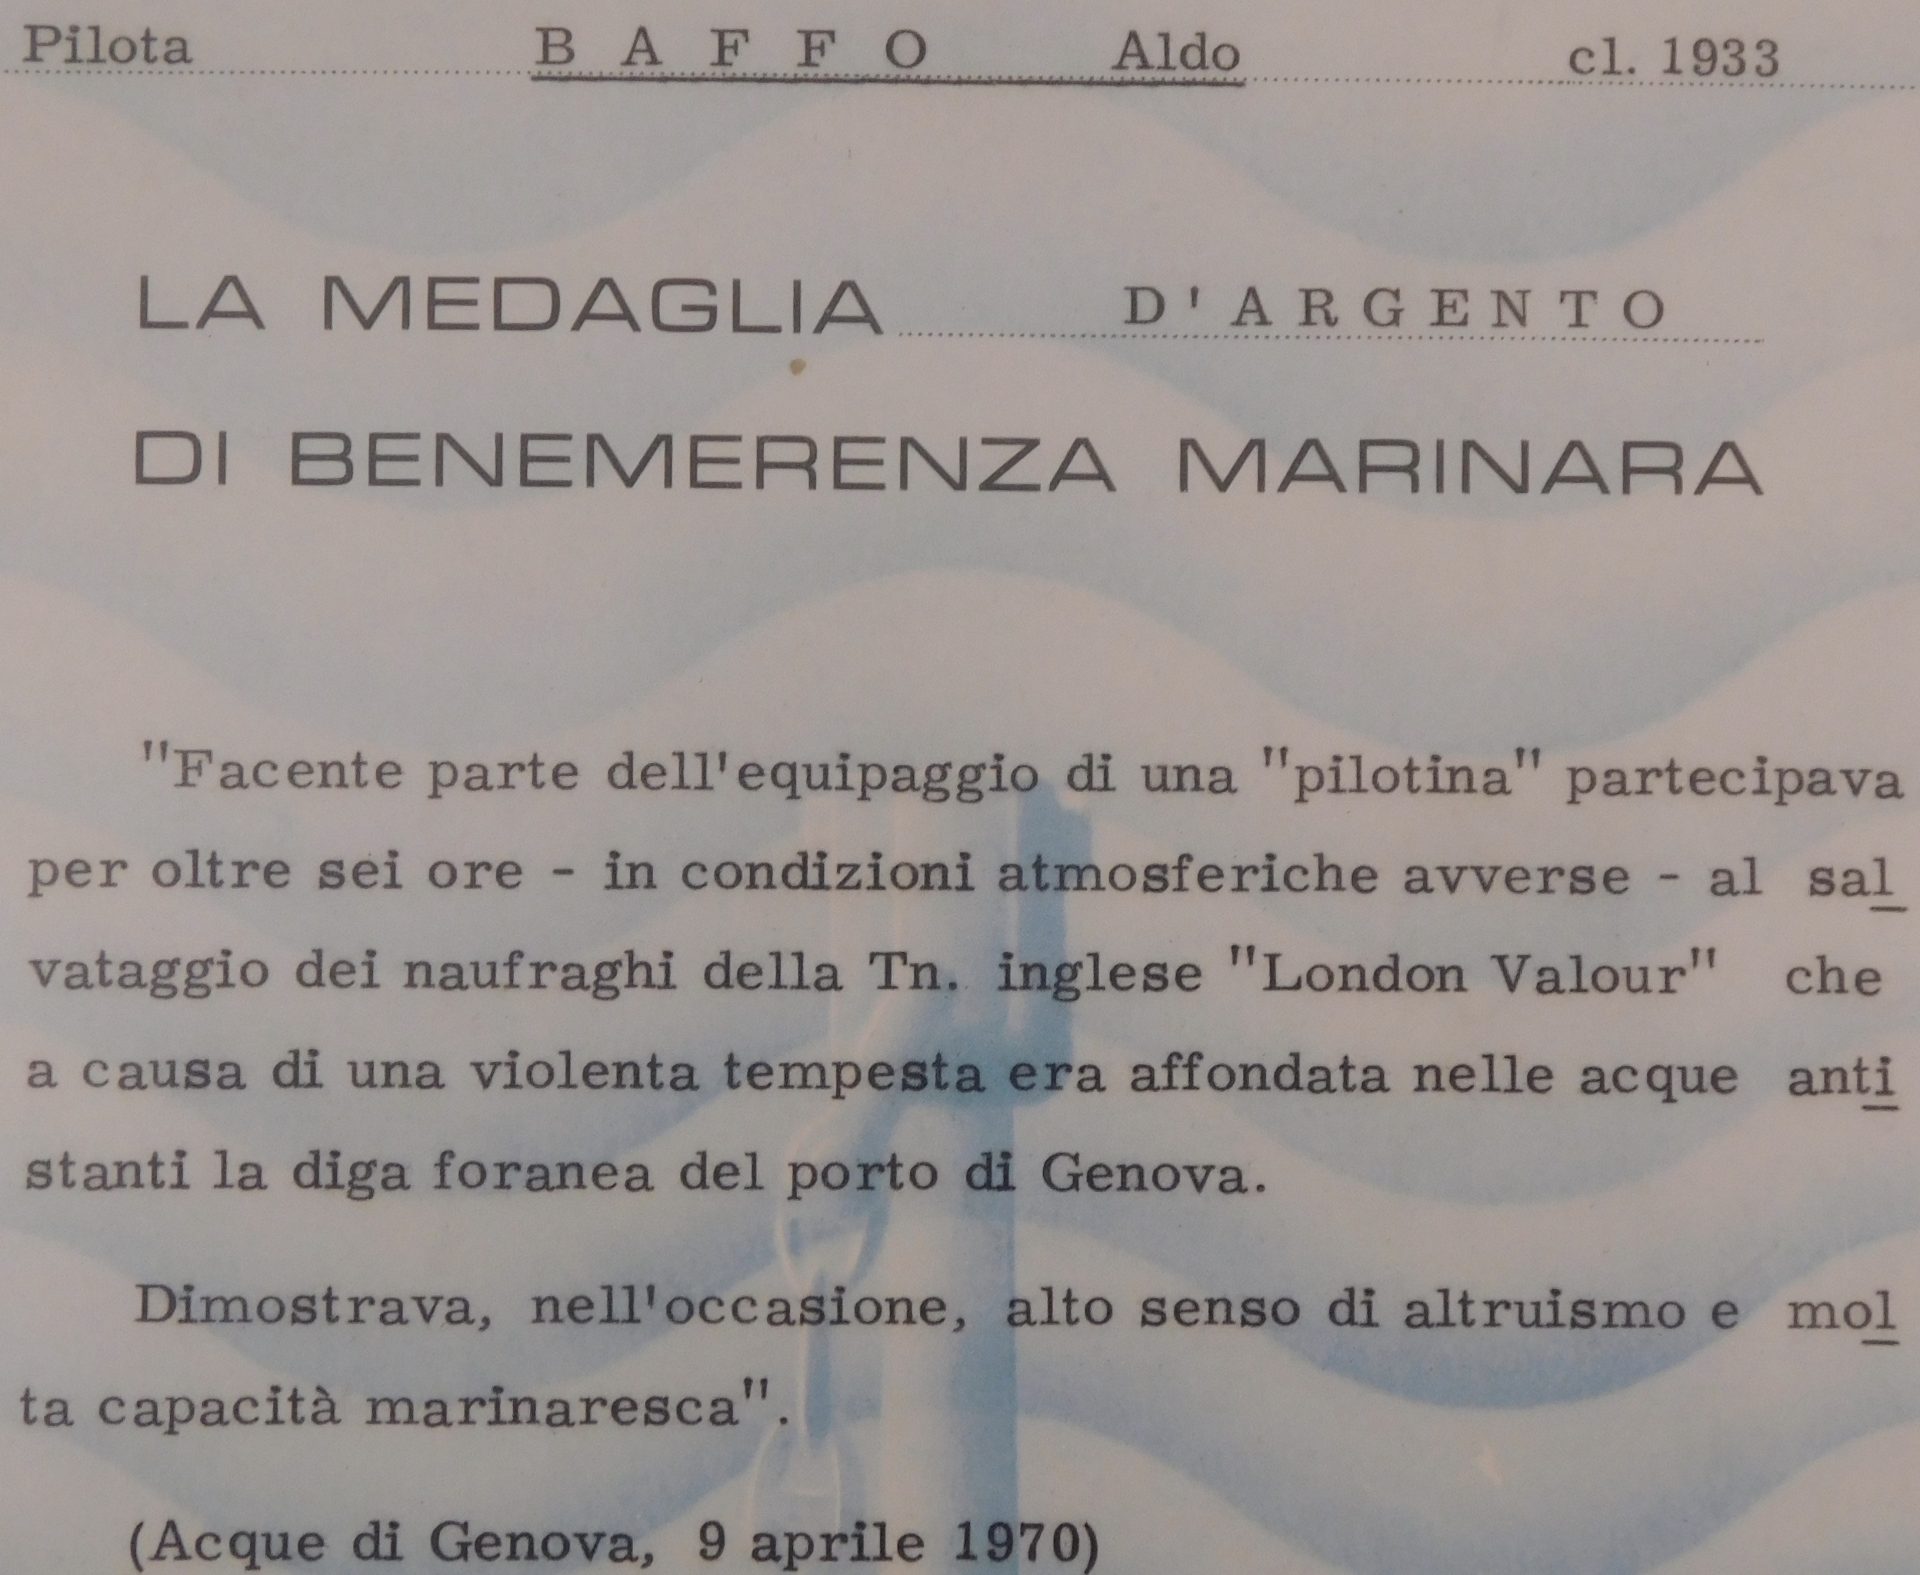 Pilota B A F F O Aldo cl. 1933
LA MEDAGLIA D'ARGENTO
DI BENEMERENZA MARINARA
"Facente parte dell'equipaggio di una "pilotina" partecipava
per oltre sei ore - in condizioni atmosferiche avverse - al sal
vataggio dei naufraghi della Tn. inglese "London Valour" che
a causa di una violenta tempesta era affondata nelle acque anti
stanti la diga foranea del porto di Genova.
Dimostrava, nell'occasione, alto senso di altruismo e mol
ta capacità marinaresca".
(Acque di Genova, 9 aprile 1970)